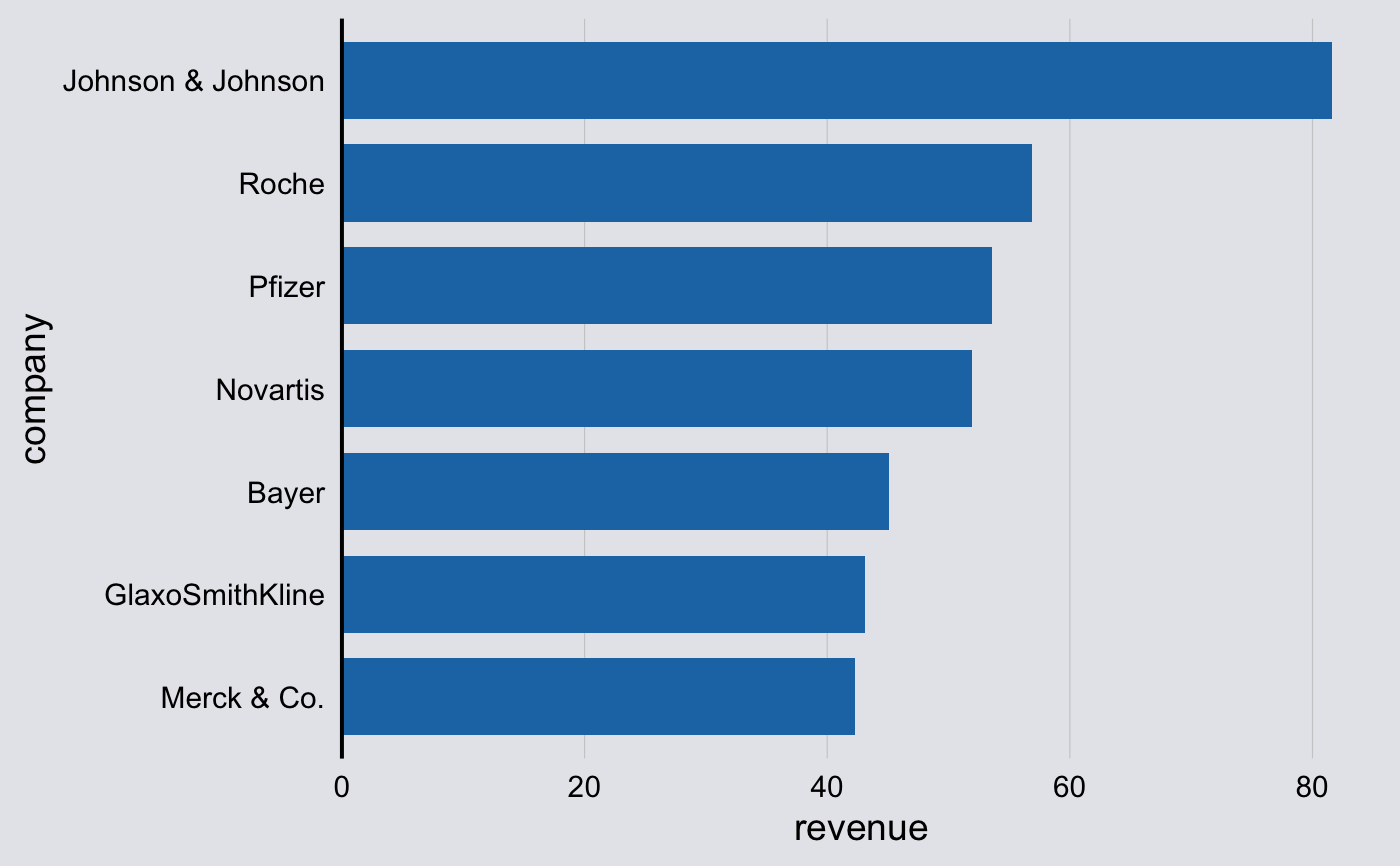 Johnson & Johnson
Roche
Pfizer
Novartis
Bayer
GlaxoSmithKline
Merck & Co.
company
0 20 40 60 80
revenue